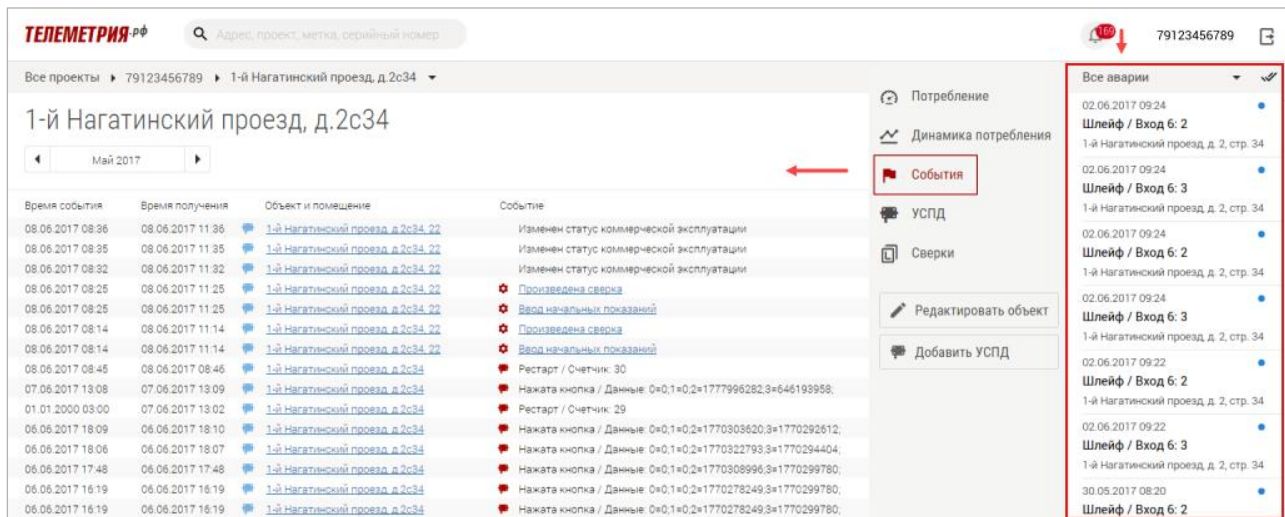 ТЕЛЕМЕТРИЯ.РФ
Адрес, проект, метка, серийный номер
169
79123456789
Все проекты 79123456789 1-й Нагатинский проезд, д.2с34
1-й Нагатинский проезд, д.2с34
Май 2017
Время события Время получения Объект и помещение Событие
08.06.2017 08:36 08.06.2017 11:36 1-й Нагатинский проезд, д.2с34, 22 Изменен статус коммерческой эксплуатации
08.06.2017 08:35 08.06.2017 11:35 1-й Нагатинский проезд, д.2с34, 22 Изменен статус коммерческой эксплуатации
08.06.2017 08:32 08.06.2017 11:32 1-й Нагатинский проезд, д.2с34, 22 Изменен статус коммерческой эксплуатации
08.06.2017 08:25 08.06.2017 11:25 1-й Нагатинский проезд, д.2с34, 22 Произведена сверка
08.06.2017 08:25 08.06.2017 11:25 1-й Нагатинский проезд, д.2с34, 22 Ввод начальных показаний
08.06.2017 08:14 08.06.2017 11:14 1-й Нагатинский проезд, д.2с34, 22 Произведена сверка
08.06.2017 08:14 08.06.2017 11:14 1-й Нагатинский проезд, д.2с34, 22 Ввод начальных показаний
08.06.2017 08:45 08.06.2017 08:46 1-й Нагатинский проезд, д.2с34 Рестарт / Счетчик: 30
07.06.2017 13:08 07.06.2017 13:09 1-й Нагатинский проезд, д.2с34 Нажата кнопка / Данные: 0=0;1=0;2=1777996282;3=646193958;
01.01.2000 03:00 07.06.2017 13:02 1-й Нагатинский проезд, д.2с34 Рестарт / Счетчик: 29
06.06.2017 18:09 06.06.2017 18:10 1-й Нагатинский проезд, д.2с34 Нажата кнопка / Данные: 0=0;1=0;2=1770303620;3=1770292612;
06.06.2017 18:06 06.06.2017 18:07 1-й Нагатинский проезд, д.2с34 Нажата кнопка / Данные: 0=0;1=0;2=1770322793;3=1770294404;
06.06.2017 17:48 06.06.2017 17:48 1-й Нагатинский проезд, д.2с34 Нажата кнопка / Данные: 0=0;1=0;2=1770308996;3=1770299780;
06.06.2017 16:19 06.06.2017 16:19 1-й Нагатинский проезд, д.2с34 Нажата кнопка / Данные: 0=0;1=0;2=1770278249;3=1770299780;
06.06.2017 16:19 06.06.2017 16:19 1-й Нагатинский проезд, д.2с34 Нажата кнопка / Данные: 0=0;1=0;2=1770278249;3=1770299780;
Потребление
Динамика потребления
События
УСПД
Сверки
Редактировать объект
Добавить УСПД
Все аварии
02.06.2017 09:24
Шлейф / Вход 6: 2
1-й Нагатинский проезд, д. 2, стр. 34
02.06.2017 09:24
Шлейф / Вход 6: 3
1-й Нагатинский проезд, д. 2, стр. 34
02.06.2017 09:24
Шлейф / Вход 6: 2
1-й Нагатинский проезд, д. 2, стр. 34
02.06.2017 09:24
Шлейф / Вход 6: 3
1-й Нагатинский проезд, д. 2, стр. 34
02.06.2017 09:22
Шлейф / Вход 6: 2
1-й Нагатинский проезд, д. 2, стр. 34
02.06.2017 09:22
Шлейф / Вход 6: 3
1-й Нагатинский проезд, д. 2, стр. 34
30.05.2017 08:20
Шлейф / Вход 6: 2